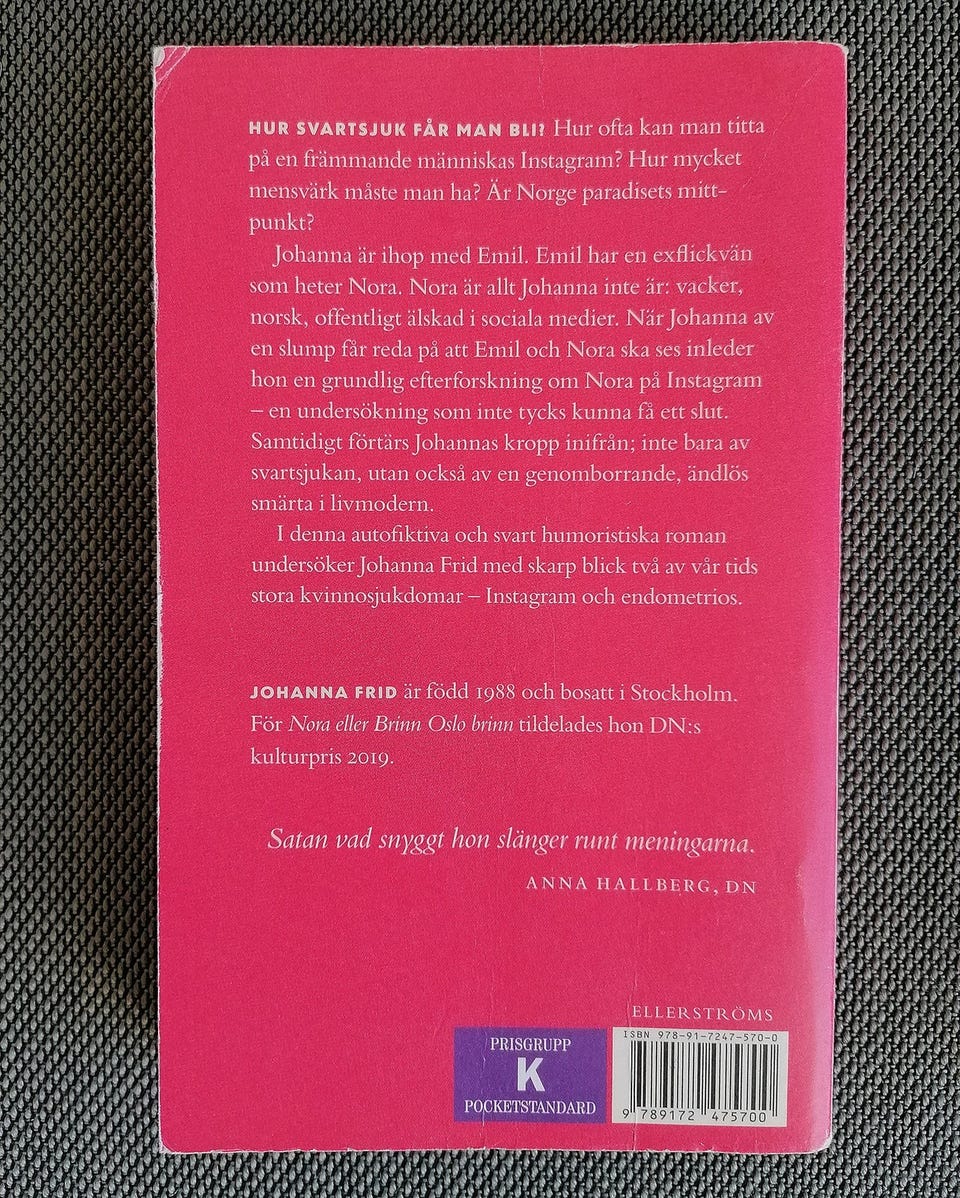 HUR SVARTSJUK FÅR MAN BLI? Hur ofta kan man titta
på en främmande människas Instagram? Hur mycket
mensvärk måste man ha? Är Norge paradisets mitt-
punkt?
Johanna är ihop med Emil. Emil har en exflickvän
som heter Nora. Nora är allt Johanna inte är: vacker,
norsk, offentligt älskad i sociala medier. När Johanna av
en slump får reda på att Emil och Nora ska ses inleder
hon en grundlig efterforskning om Nora på Instagram
– en undersökning som inte tycks kunna få ett slut.
Samtidigt förtärs Johannas kropp inifrån; inte bara av
svartsjukan, utan också av en genomborrande, ändlös
smärta i livmodern.
I denna autofiktiva och svart humoristiska roman
undersöker Johanna Frid med skarp blick två av vår tids
stora kvinnosjukdomar – Instagram och endometrios.
JOHANNA FRID är född 1988 och bosatt i Stockholm.
För Nora eller Brinn Oslo brinn tildelades hon DN:s
kulturpris 2019.
Satan vad snyggt hon slänger runt meningarna.
ANNA HALLBERG, DN
ELLERSTRÖMS
PRISGRUPP
K
POCKETSTANDARD
ISBN 978-91-7247-570-0
9 789172 475700